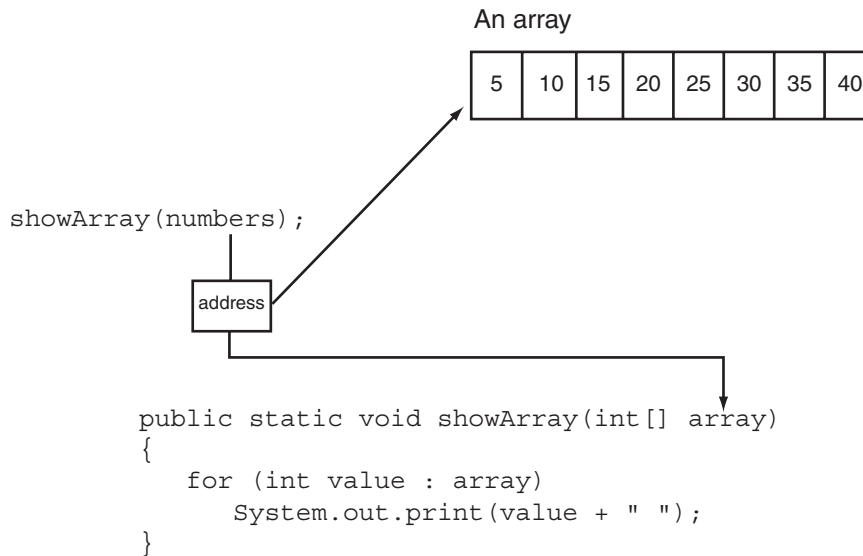 An array
5 10 15 20 25 30 35 40
showArray(numbers);
address
public static void showArray(int[] array)
{
for (int value : array)
System.out.print(value + " ");
}